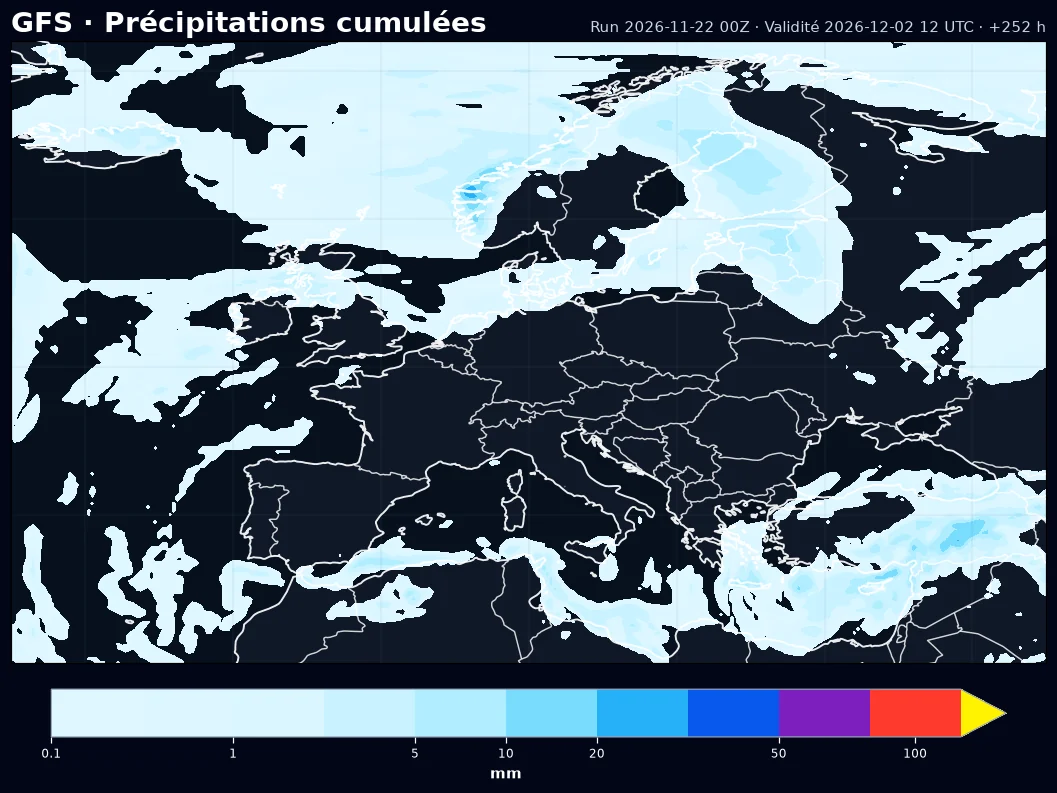 GFS · Précipitations cumulées
Run 2026-11-22 00Z · Validité 2026-12-02 12 UTC · +252 h
0.1 1 5 10 20 50 100
mm